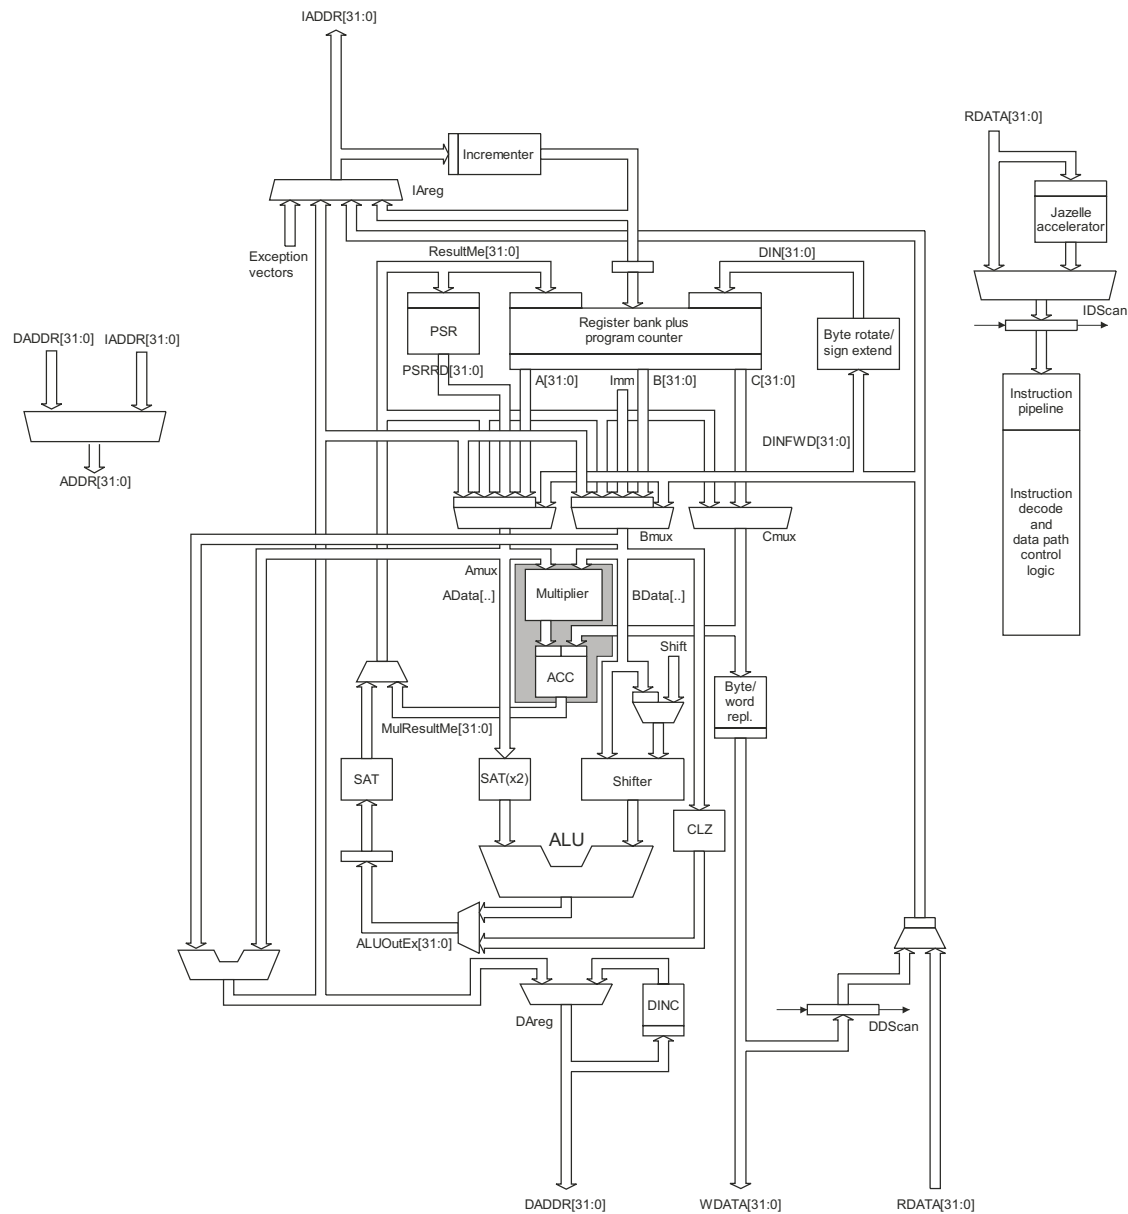 IADDR[31:0]
RDATA[31:0]
Incrementer
IAreg
Jazelle
accelerator
Exception
vectors
ResultMe[31:0]
DIN[31:0]
IDScan
PSR
Register bank plus
program counter
Byte rotate/
sign extend
DADDR[31:0]
IADDR[31:0]
PSRRD[31:0]
A[31:0]
Imm
B[31:0]
C[31:0]
Instruction
pipeline
DINFWD[31:0]
ADDR[31:0]
Instruction
decode
and
data path
control
logic
Bmux
Cmux
Amux
AData[..]
Multiplier
BData[..]
Shift
ACC
Byte/
word
repl.
MulResultMe[31:0]
SAT
SAT(x2)
Shifter
CLZ
ALU
ALUOutEx[31:0]
DINC
DAreg
DDScan
DADDR[31:0]
WDATA[31:0]
RDATA[31:0]